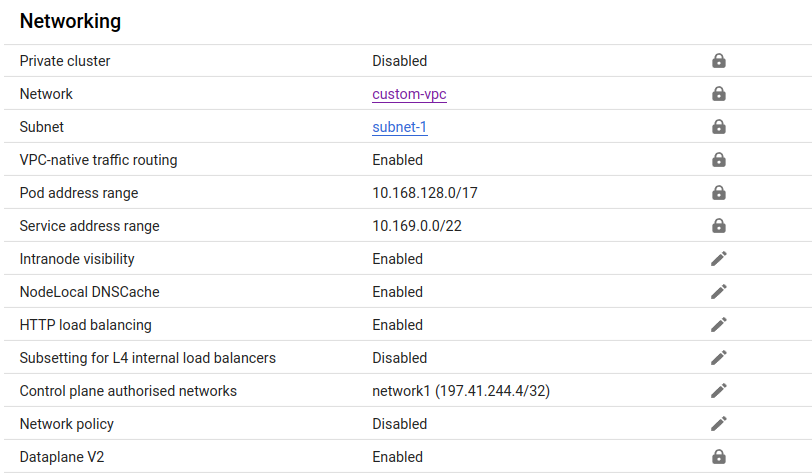 Networking
Private cluster Disabled
Network custom-vpc
Subnet subnet-1
VPC-native traffic routing Enabled
Pod address range 10.168.128.0/17
Service address range 10.169.0.0/22
Intranode visibility Enabled
NodeLocal DNSCache Enabled
HTTP load balancing Enabled
Subsetting for L4 internal load balancers Disabled
Control plane authorised networks network1 (197.41.244.4/32)
Network policy Disabled
Dataplane V2 Enabled